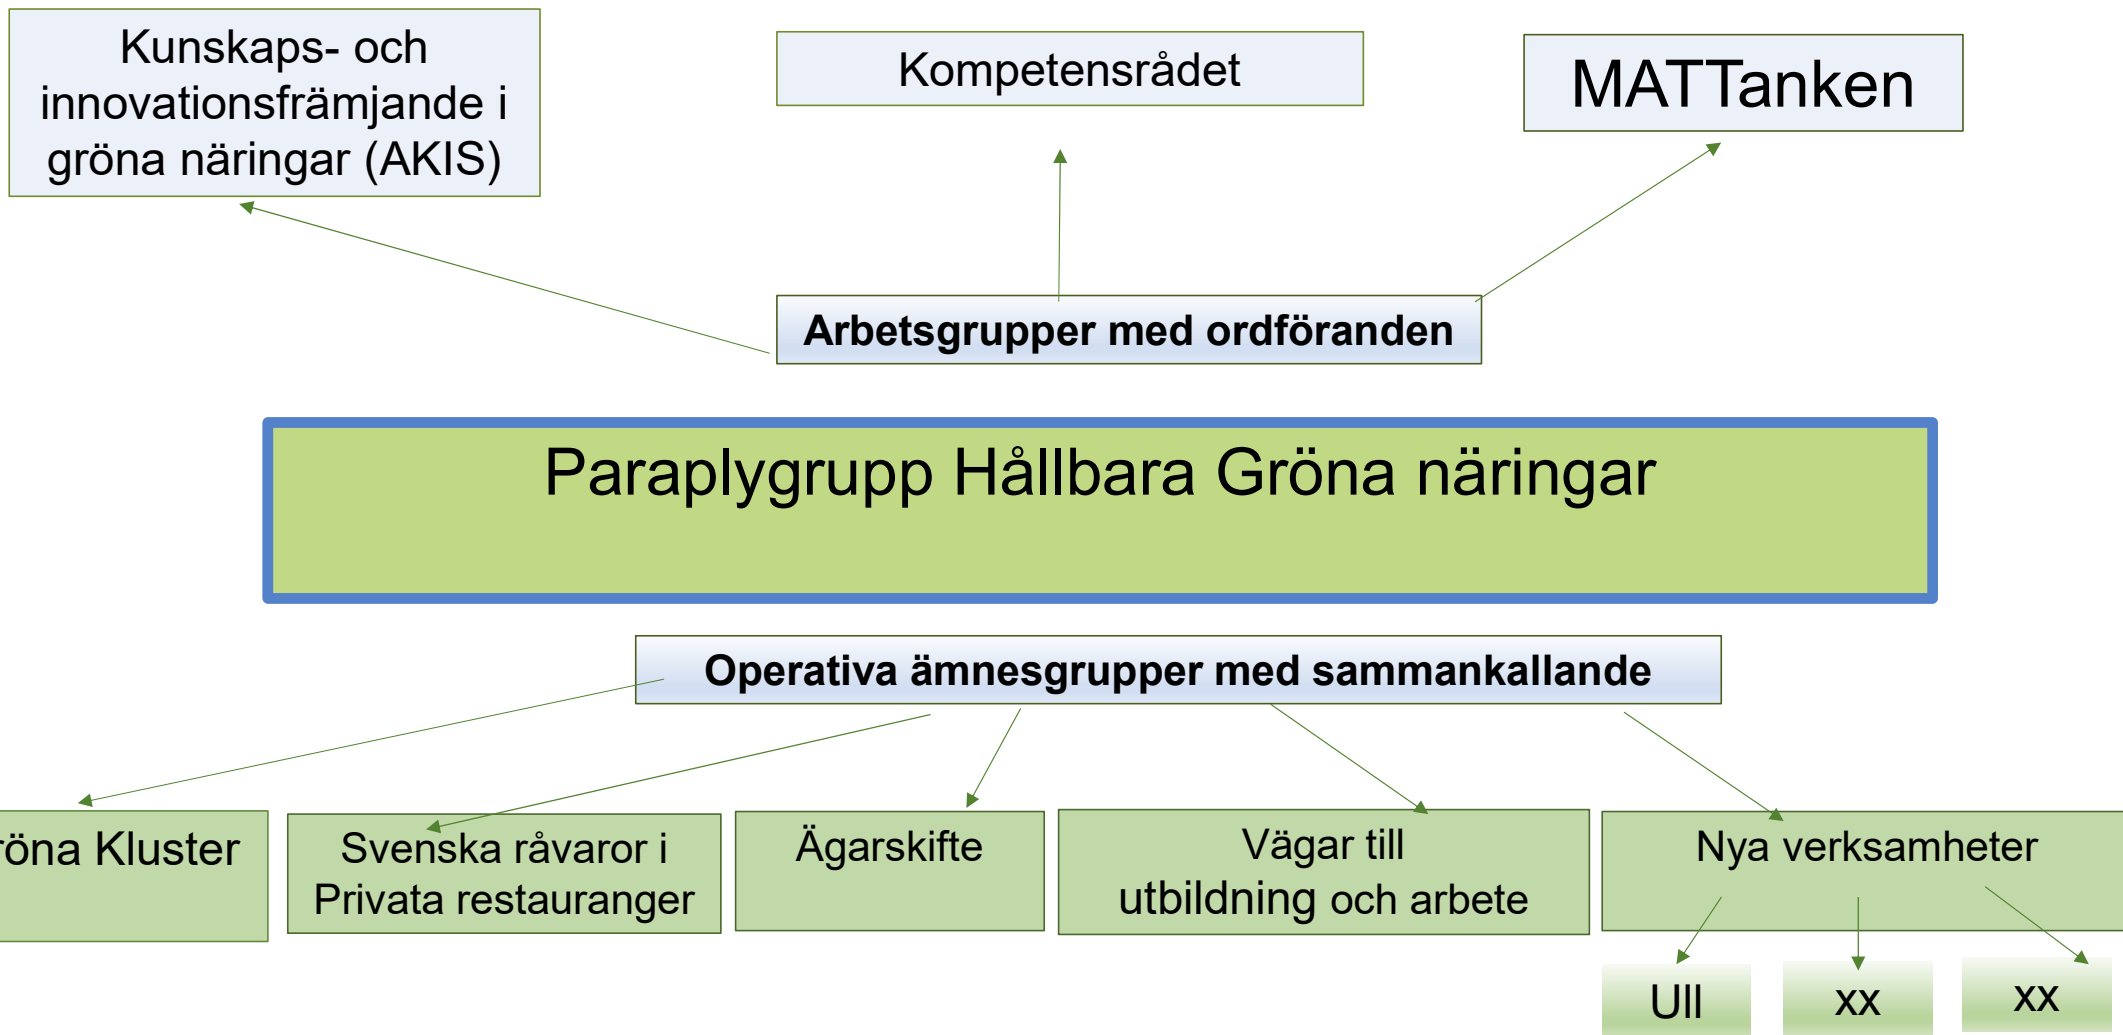 Kunskaps- och
innovationsfrämjande i
gröna näringar (AKIS)
Kompetensrådet
MATTanken
Arbetsgrupper med ordföranden
Paraplygrupp Hållbara Gröna näringar
Operativa ämnesgrupper med sammankallande
röna Kluster
Svenska råvaror i
Privata restauranger
Ägarskifte
Vägar till
utbildning och arbete
Nya verksamheter
Ull
xx
xx